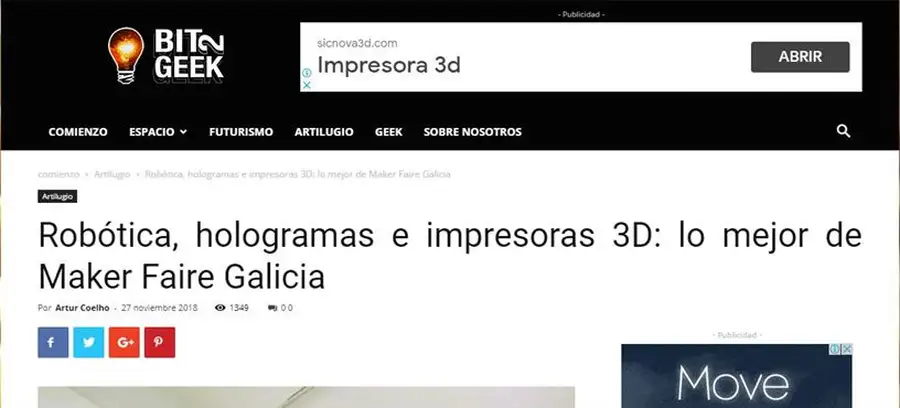 - Publicidad -
BIT2
GEEK
sicnova3d.com
Impresora 3d
ABRIR
COMIENZO ESPACIO FUTURISMO ARTILUGIO GEEK SOBRE NOSOTROS
comienzo › Artilugio › Robótica, hologramas e impresoras 3D: lo mejor de Maker Faire Galicia
Artilugio
Robótica, hologramas e impresoras 3D: lo mejor de
Maker Faire Galicia
Por Artur Coelho - 27 noviembre 2018 1349 0 0
f G+
- Publicidad -
Move